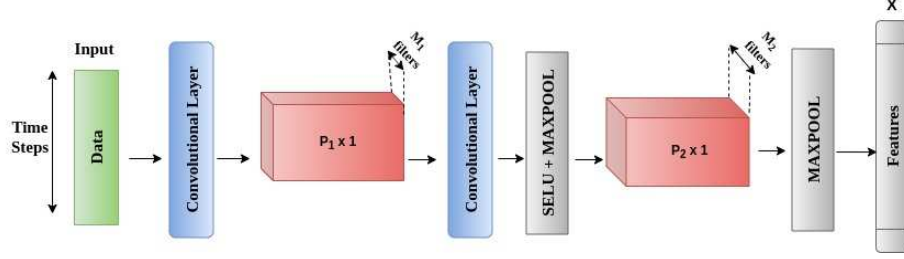 Input
Time
Steps
Data
Convolutional Layer
P₁ x 1
M₁
filters
Convolutional Layer
SELU + MAXPOOL
P₂ x 1
M₂
filters
MAXPOOL
X
Features